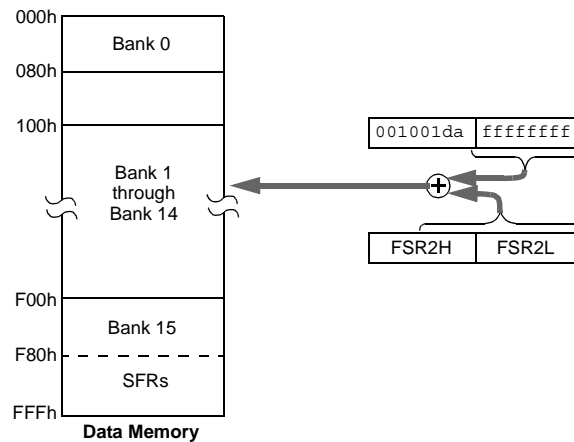 000h
Bank 0
080h
100h
001001da ffffffff
Bank 1
through
Bank 14
FSR2H FSR2L
F00h
Bank 15
F80h
SFRs
FFFh
Data Memory